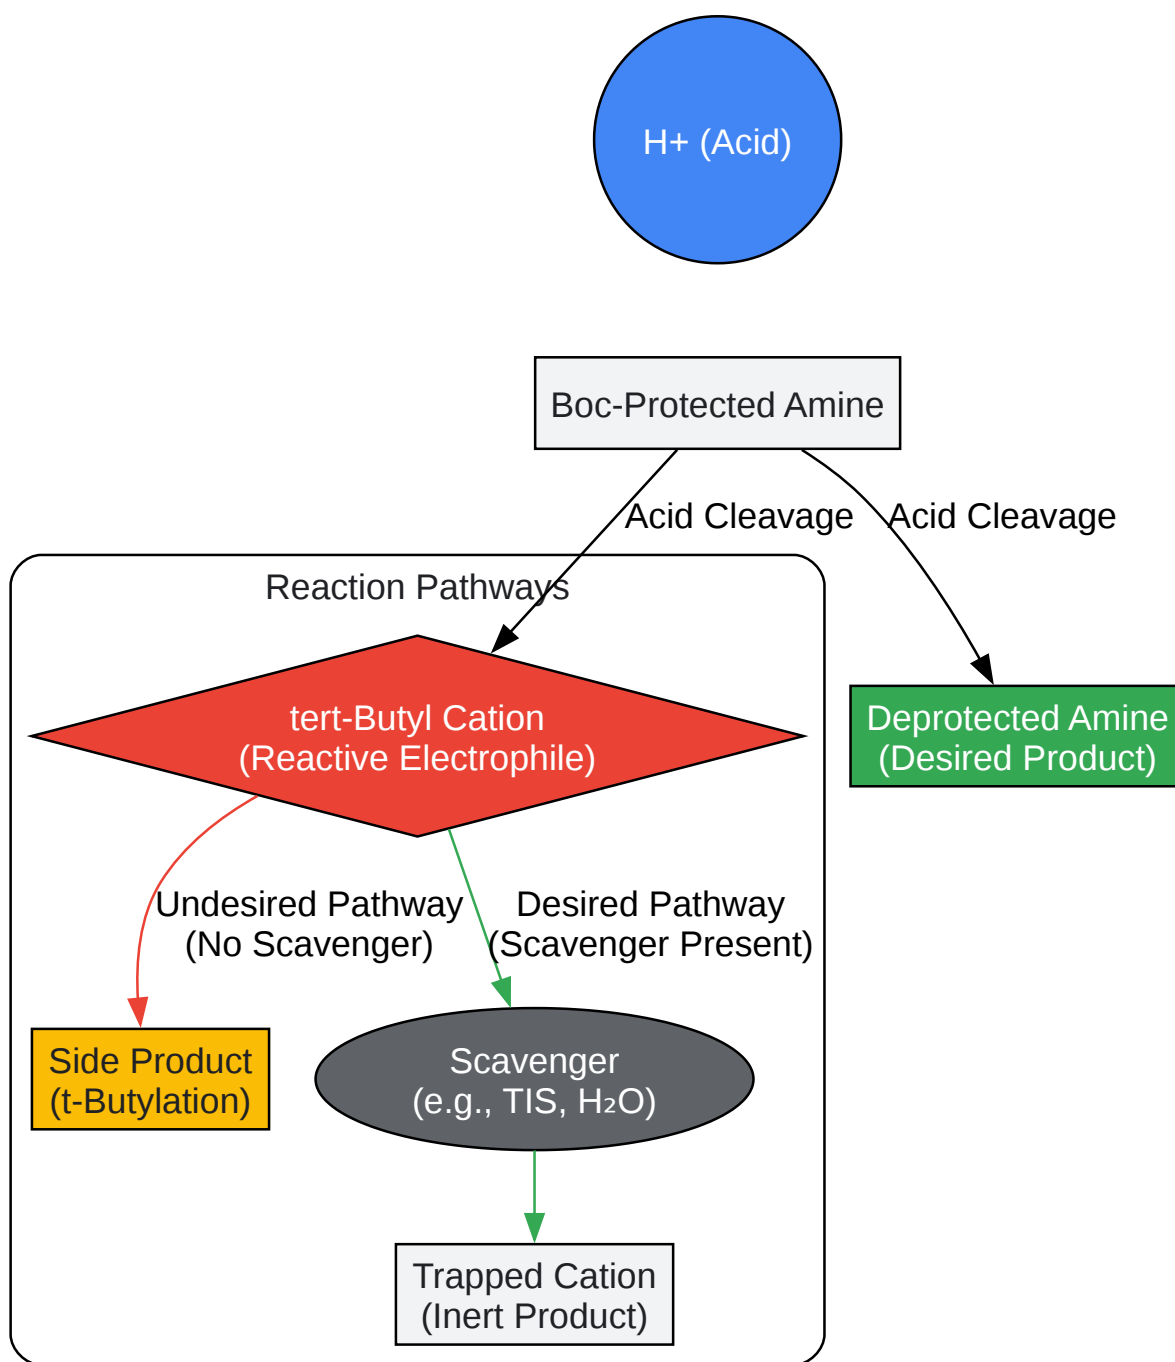 H+ (Acid)
Boc-Protected Amine
Acid Cleavage
Acid Cleavage
Reaction Pathways
tert-Butyl Cation
(Reactive Electrophile)
Deprotected Amine
(Desired Product)
Undesired Pathway
(No Scavenger)
Desired Pathway
(Scavenger Present)
Side Product
(t-Butylation)
Scavenger
(e.g., TIS, H₂O)
Trapped Cation
(Inert Product)